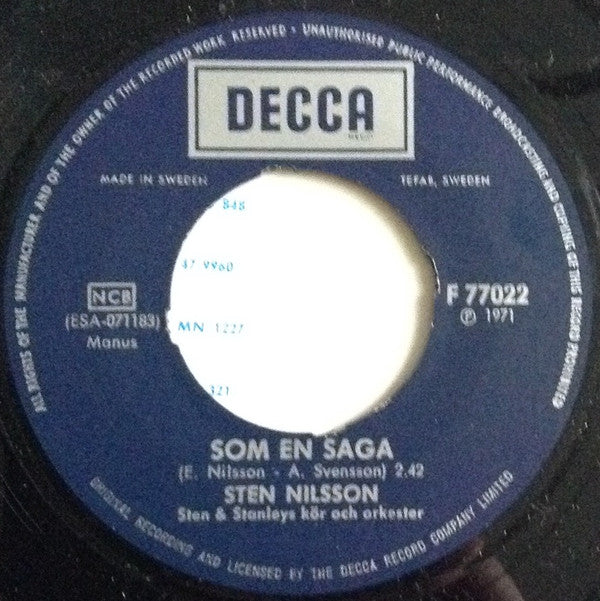 ALL RIGHTS OF THE MANUFACTURER AND OF THE OWNER OF THE RECORDED WORK RESERVED · UNAUTHORISED PUBLIC PERFORMANCE BROADCASTING AND COPYING OF THIS RECORD PROHIBITED
DECCA
MADE IN SWEDEN
TEFAB, SWEDEN
848
47 9960
MN 1227
321
NCB
(ESA-071183)
Manus
F 77022
Ⓟ 1971
SOM EN SAGA
(E. Nilsson - A. Svensson) 2.42
STEN NILSSON
Sten & Stanleys kör och orkester
ORIGINAL RECORDING AND LICENSED BY THE DECCA RECORD COMPANY LIMITED